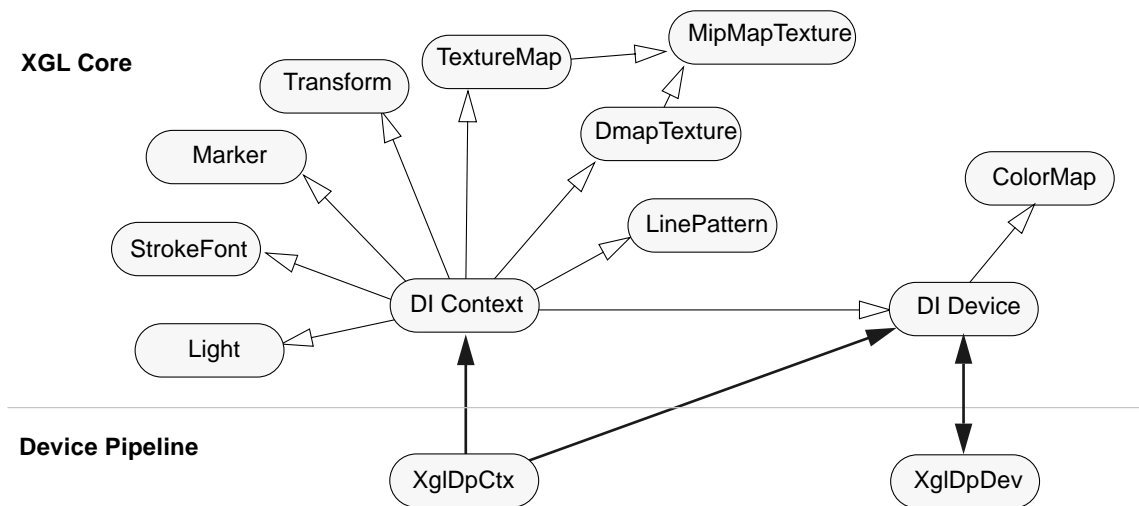 MipMapTexture
XGL Core
TextureMap
Transform
DmapTexture
Marker
ColorMap
LinePattern
StrokeFont
DI Context
DI Device
Light
Device Pipeline
XglDpCtx
XglDpDev